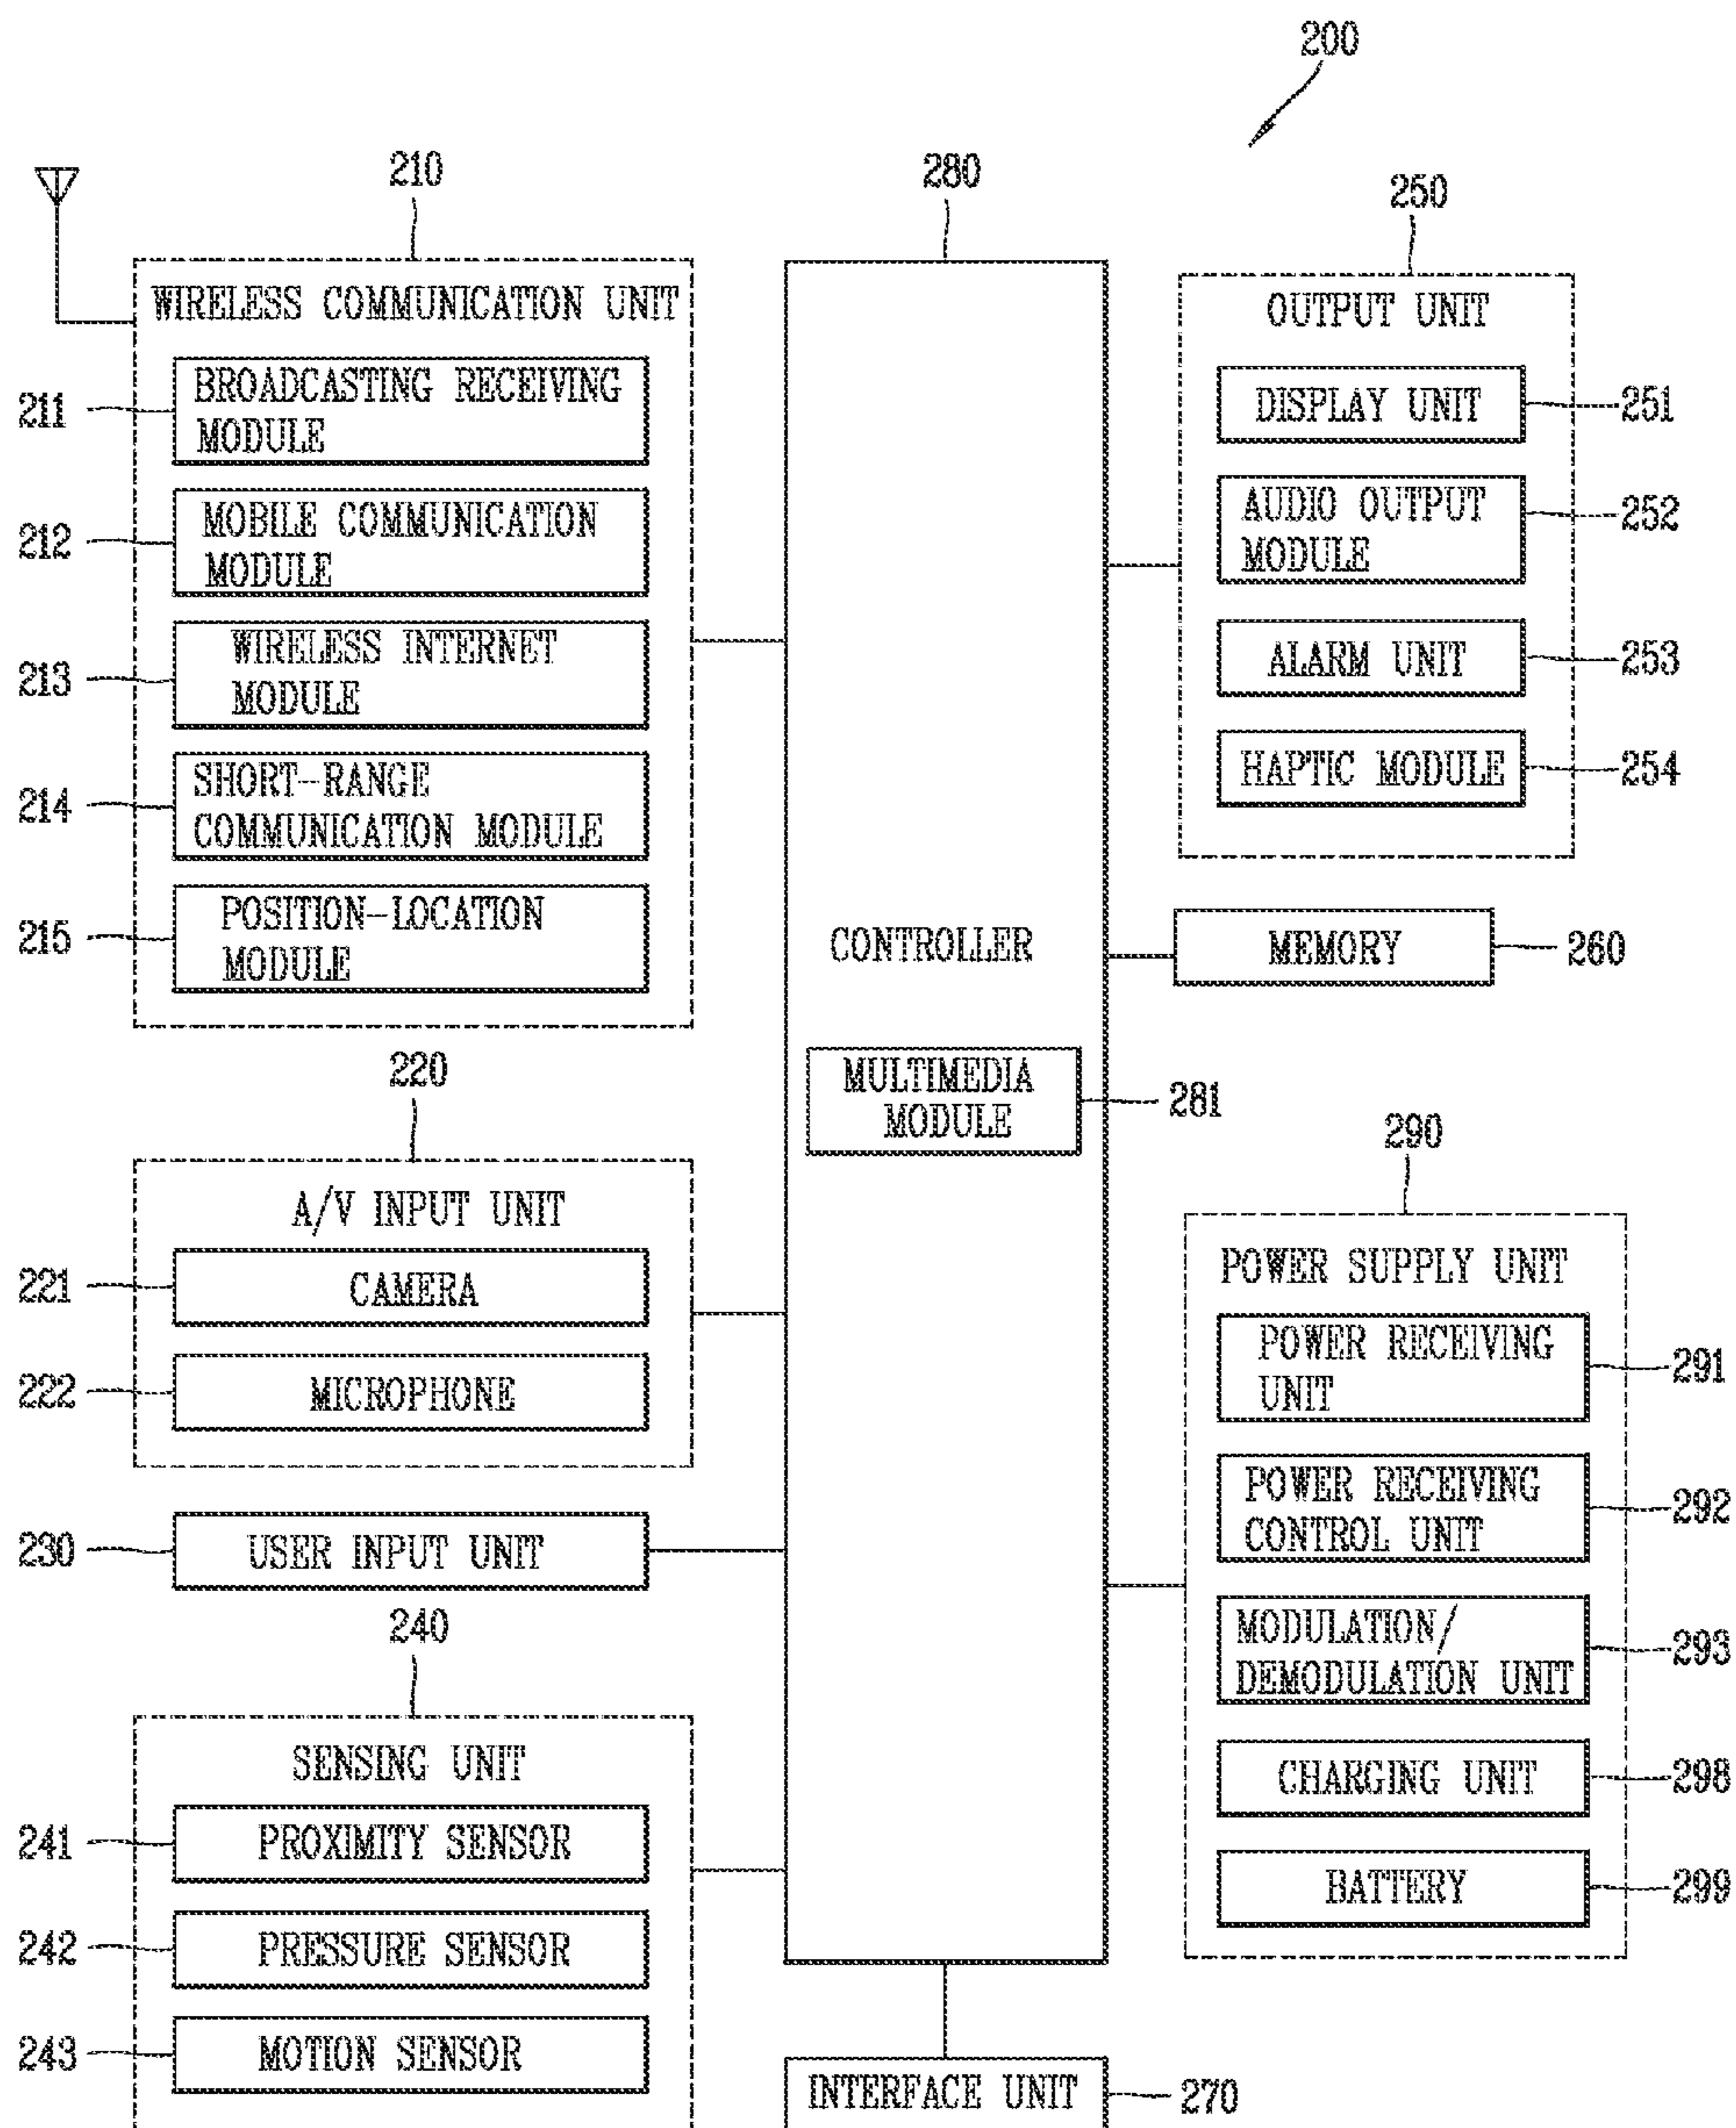 200
210
WIRELESS COMMUNICATION UNIT
211
BROADCASTING RECEIVING
MODULE
212
MOBILE COMMUNICATION
MODULE
213
WIRELESS INTERNET
MODULE
214
SHORT-RANGE
COMMUNICATION MODULE
215
POSITION-LOCATION
MODULE
220
A/V INPUT UNIT
221
CAMERA
222
MICROPHONE
230
USER INPUT UNIT
240
SENSING UNIT
241
PROXIMITY SENSOR
242
PRESSURE SENSOR
243
MOTION SENSOR
280
CONTROLLER
MULTIMEDIA
MODULE
281
INTERFACE UNIT
270
250
OUTPUT UNIT
DISPLAY UNIT
251
AUDIO OUTPUT
MODULE
252
ALARM UNIT
253
HAPTIC MODULE
254
MEMORY
260
290
POWER SUPPLY UNIT
POWER RECEIVING
UNIT
291
POWER RECEIVING
CONTROL UNIT
292
MODULATION/
DEMODULATION UNIT
293
CHARGING UNIT
298
BATTERY
299